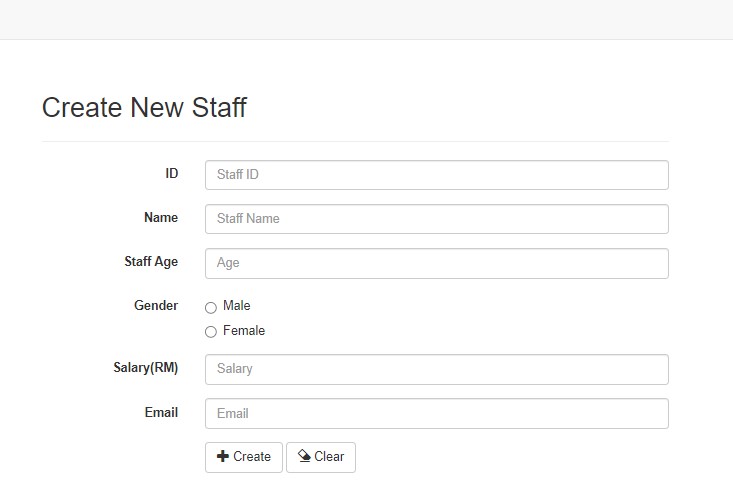 Create New Staff
ID Staff ID
Name Staff Name
Staff Age Age
Gender Male
Female
Salary(RM) Salary
Email Email
Create Clear